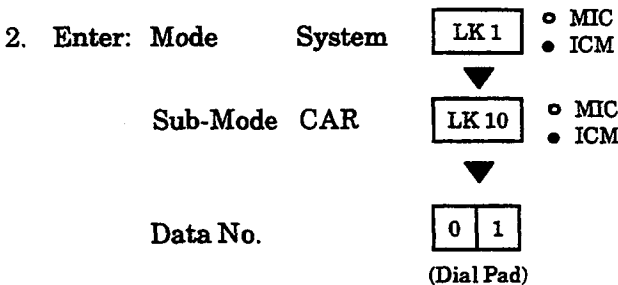 2. Enter: Mode System LK 1 MIC
ICM
Sub-Mode CAR LK 10 MIC
ICM
Data No. 0 1
(Dial Pad)